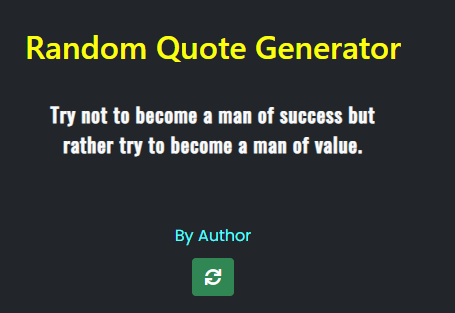 Random Quote Generator
Try not to become a man of success but
rather try to become a man of value.
By Author